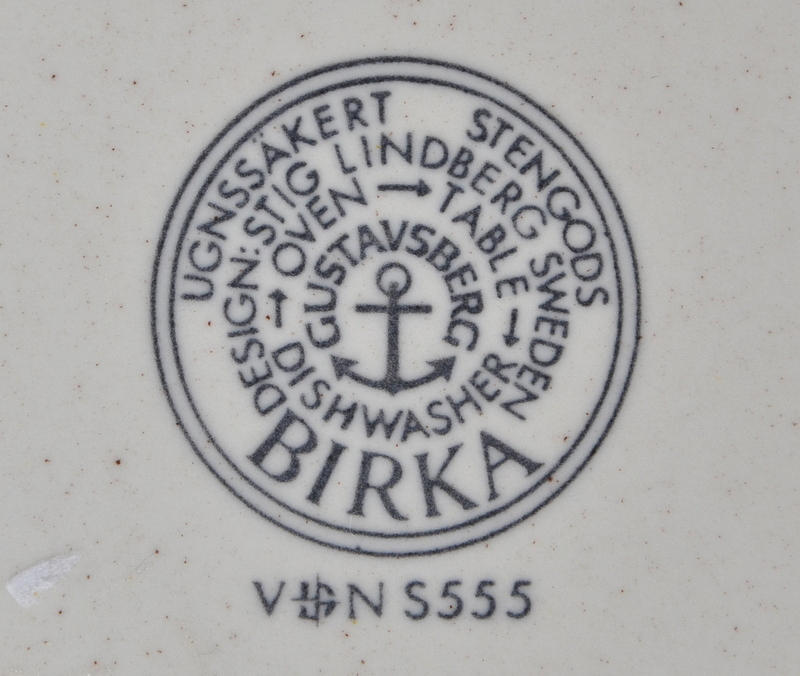 UGNSSÄKERT STENGODS
DESIGN: STIG LINDBERG SWEDEN
OVEN → TABLE → DISHWASHER →
GUSTAVSBERG
BIRKA
V N S555